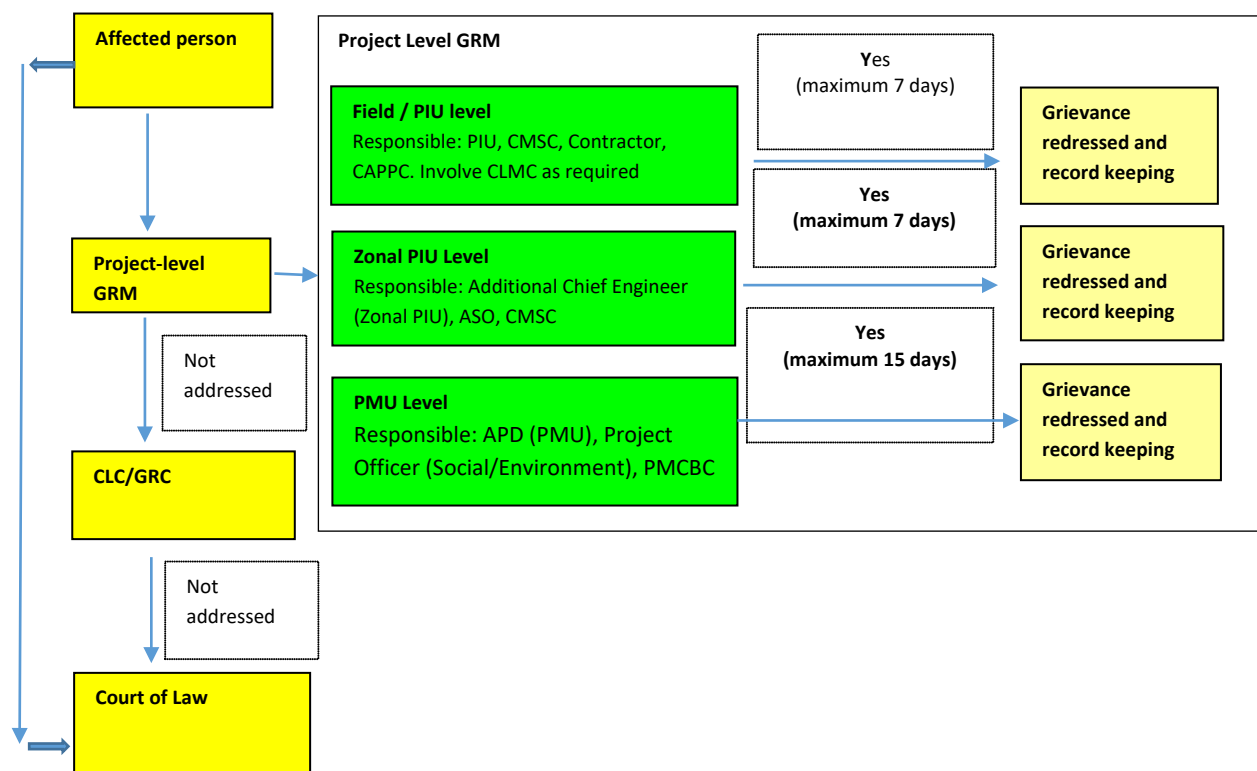 Affected person
Project-level
GRM
Not
addressed
CLC/GRC
Not
addressed
Court of Law
Project Level GRM
Field / PIU level
Responsible: PIU, CMSC, Contractor,
CAPPC. Involve CLMC as required
Yes
(maximum 7 days)
Grievance
redressed and
record keeping
Zonal PIU Level
Responsible: Additional Chief Engineer
(Zonal PIU), ASO, CMSC
Yes
(maximum 7 days)
Grievance
redressed and
record keeping
PMU Level
Responsible: APD (PMU), Project
Officer (Social/Environment), PMCBC
Yes
(maximum 15 days)
Grievance
redressed and
record keeping